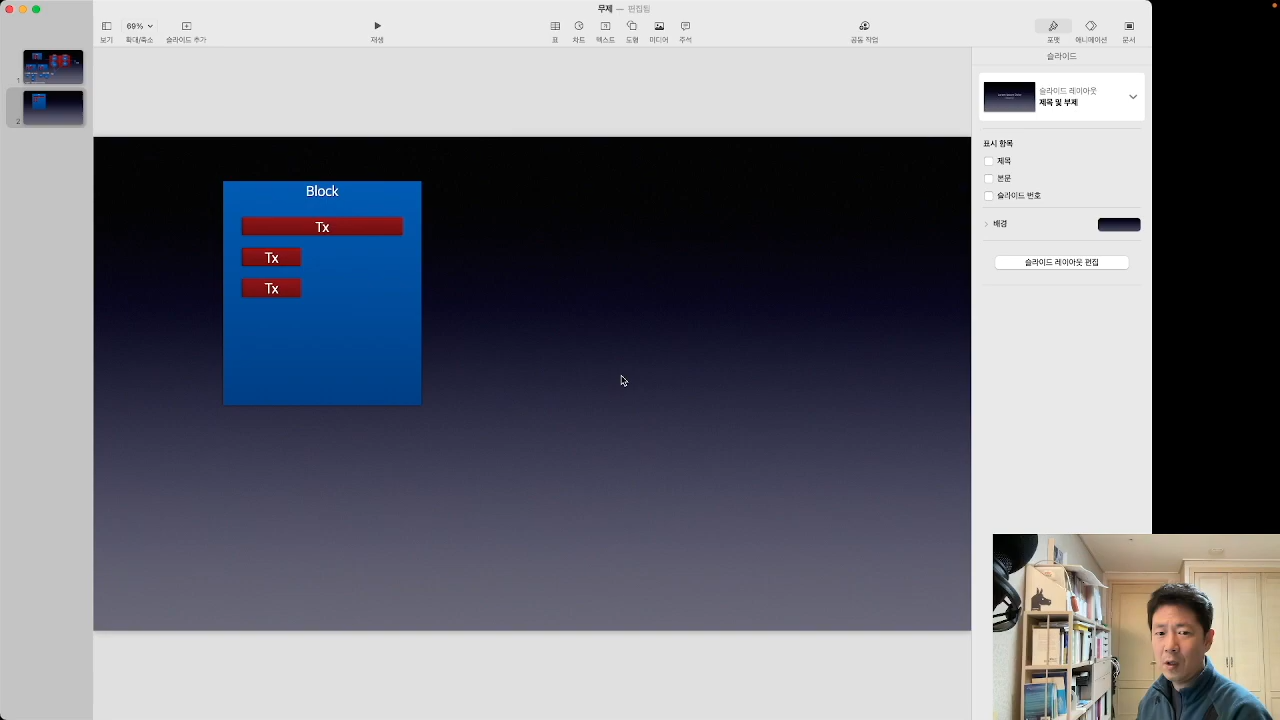 무제 — 편집됨
69%
보기
확대/축소
슬라이드 추가
재생
표
차트
텍스트
도형
미디어
주석
공동 작업
포맷
애니메이션
문서
슬라이드
슬라이드 레이아웃
제목 및 부제
표시 항목
제목
본문
슬라이드 번호
배경
슬라이드 레이아웃 편집
1
2
Block
Tx
Tx
Tx